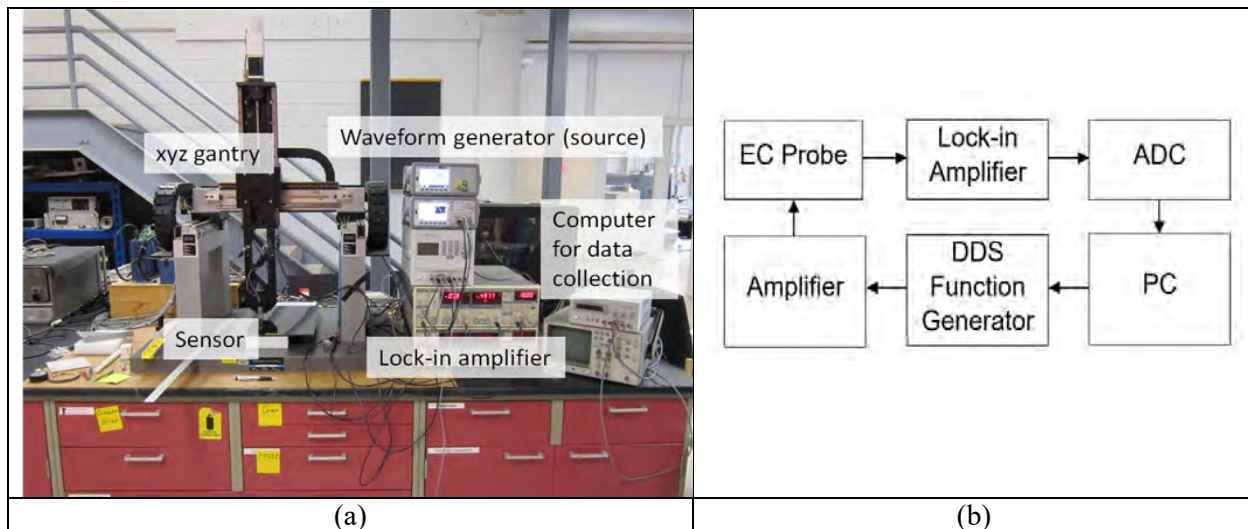 Waveform generator (source)
xyz gantry
Computer
for data
collection
Sensor
Lock-in amplifier
(a)
EC Probe
Lock-in
Amplifier
ADC
Amplifier
DDS
Function
Generator
PC
(b)